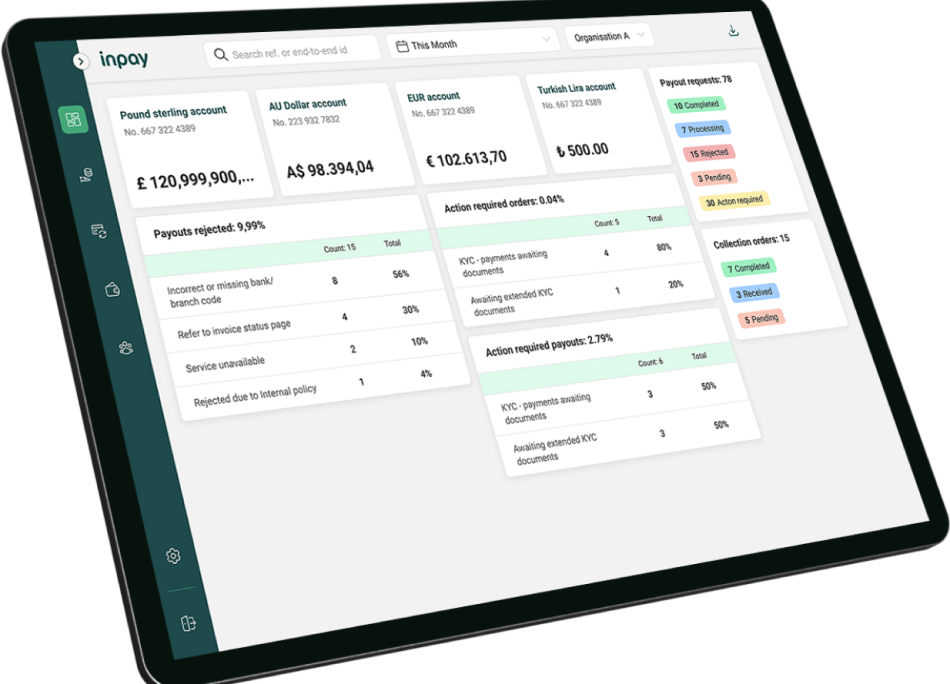 inpay
Search ref. or end-to-end id
This Month
Organisation A
Pound sterling account
No. 667 322 4389
£ 120,999,900,...
AU Dollar account
No. 223 932 7832
A$ 98.394,04
EUR account
No. 667 322 4389
€ 102.613,70
Turkish Lira account
No. 667 322 4389
₺ 500.00
Payout requests: 78
10 Completed
7 Processing
15 Rejected
3 Pending
30 Acton required
Payouts rejected: 9,99%
Count: 15 Total
Incorrect or missing bank/
branch code 8 56%
Refer to invoice status page 4 30%
Service unavailable 2 10%
Rejected due to Internal policy 1 4%
Action required orders: 0.04%
Count: 5 Total
KYC - payments awaiting
documents 4 80%
Awaiting extended KYC
documents 1 20%
Action required payouts: 2.79%
Count: 6 Total
KYC - payments awaiting
documents 3 50%
Awaiting extended KYC
documents 3 50%
Collection orders: 15
7 Completed
3 Received
5 Pending